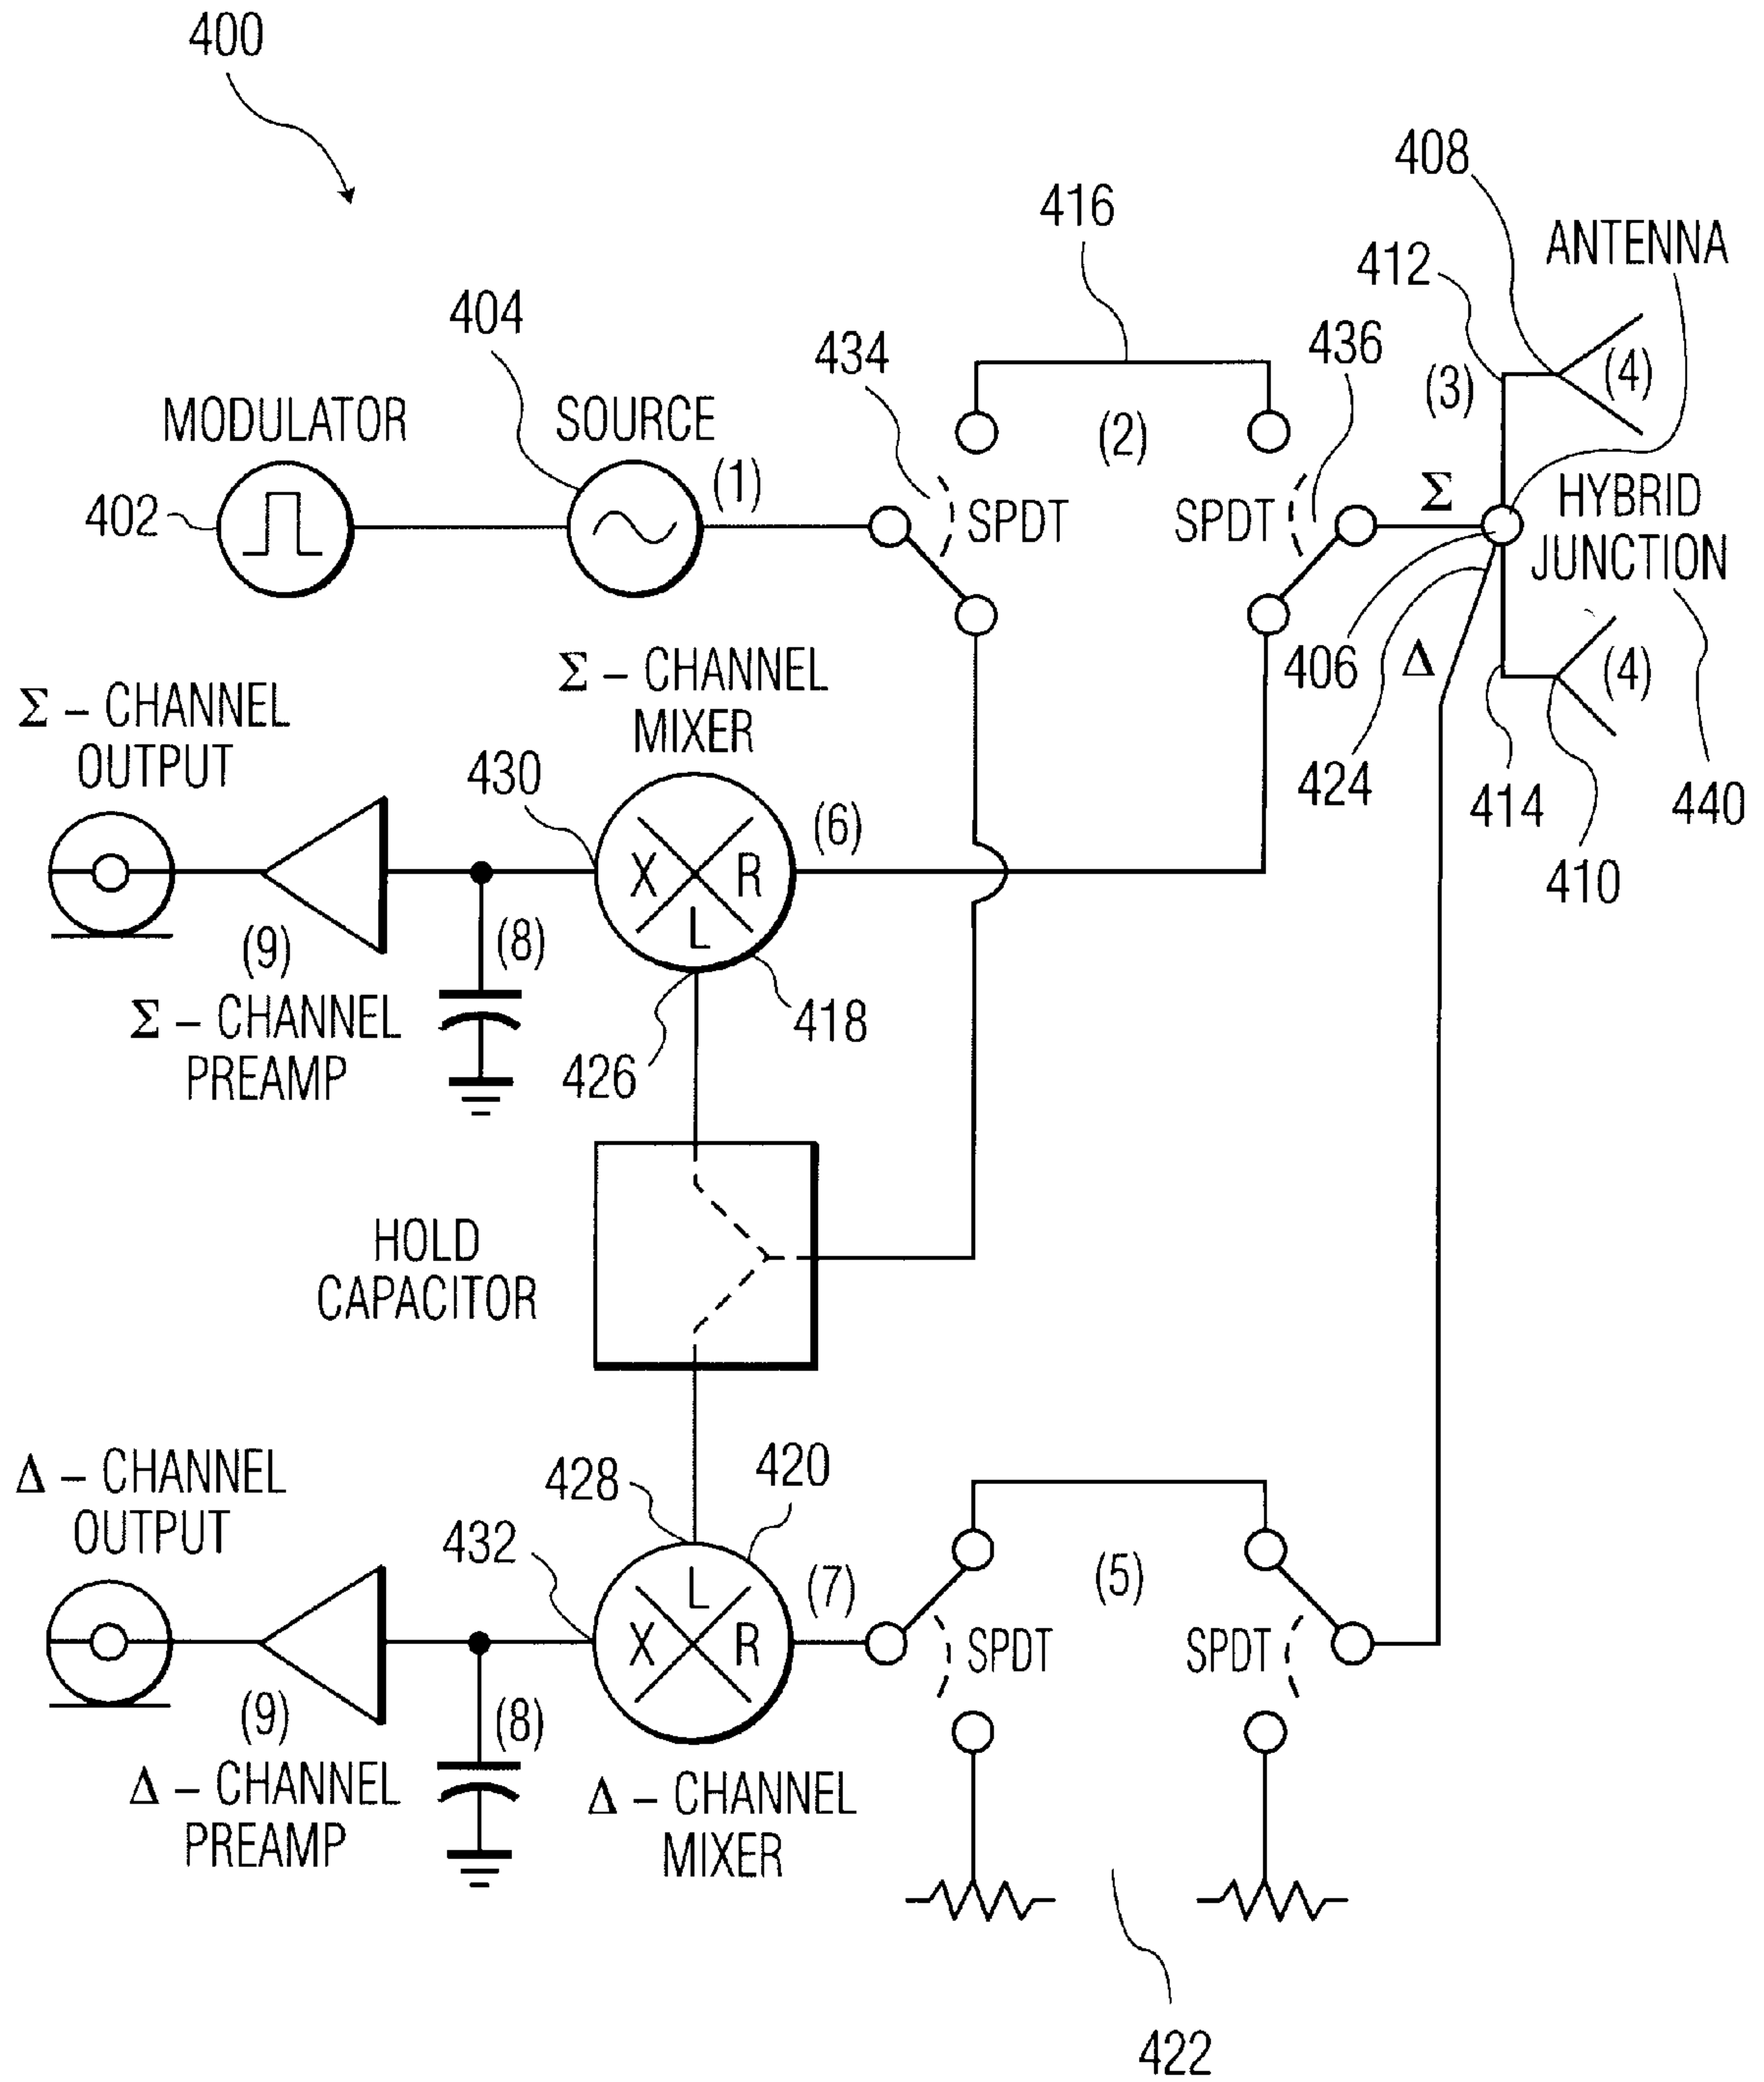 400
408
416
ANTENNA
412
404
434
436
(3)
(4)
MODULATOR
SOURCE
(2)
(1)
402
SPDT
SPDT
Σ
HYBRID
JUNCTION
Σ – CHANNEL
MIXER
406
Δ
(4)
Σ – CHANNEL
OUTPUT
430
424
414
440
(6)
X
R
L
410
(9)
(8)
Σ – CHANNEL
PREAMP
418
426
HOLD
CAPACITOR
Δ – CHANNEL
OUTPUT
428
420
432
(7)
(5)
L
X
R
SPDT
SPDT
(9)
(8)
Δ – CHANNEL
PREAMP
Δ – CHANNEL
MIXER
422